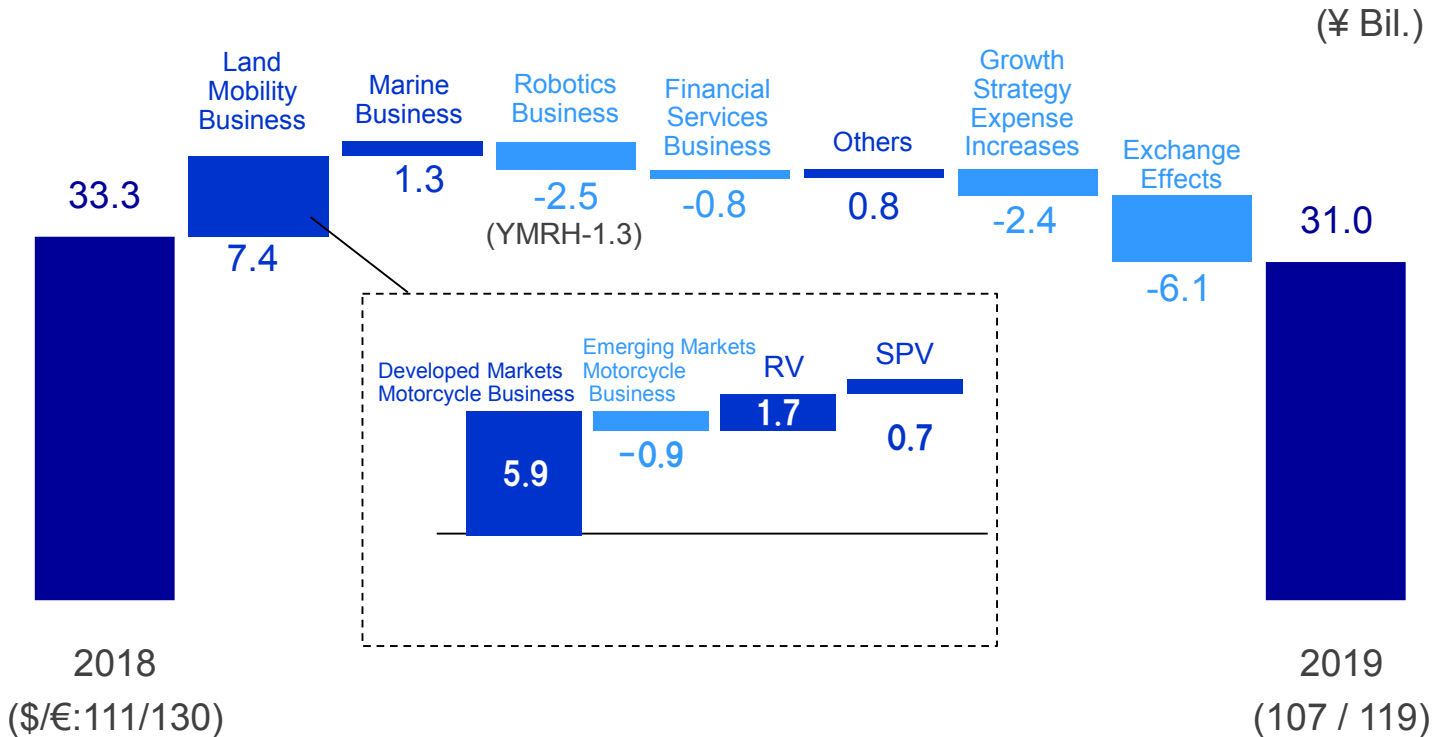 (¥ Bil.)
33.3
Land
Mobility
Business
7.4
Marine
Business
1.3
Robotics
Business
-2.5
(YMRH-1.3)
Financial
Services
Business
-0.8
Others
0.8
Growth
Strategy
Expense
Increases
-2.4
Exchange
Effects
-6.1
31.0
Developed Markets
Motorcycle Business
5.9
Emerging Markets
Motorcycle
Business
-0.9
RV
1.7
SPV
0.7
2018
($/€:111/130)
2019
(107 / 119)